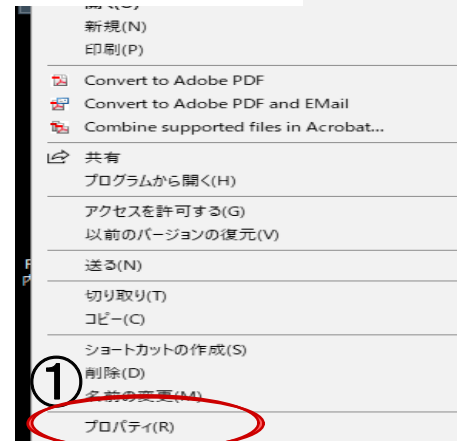 新規(N)
印刷(P)
Convert to Adobe PDF
Convert to Adobe PDF and EMail
Combine supported files in Acrobat...
共有
プログラムから開く(H)
アクセスを許可する(G)
以前のバージョンの復元(V)
送る(N)
切り取り(T)
コピー(C)
ショートカットの作成(S)
削除(D)
①
名前の変更(M)
プロパティ(R)